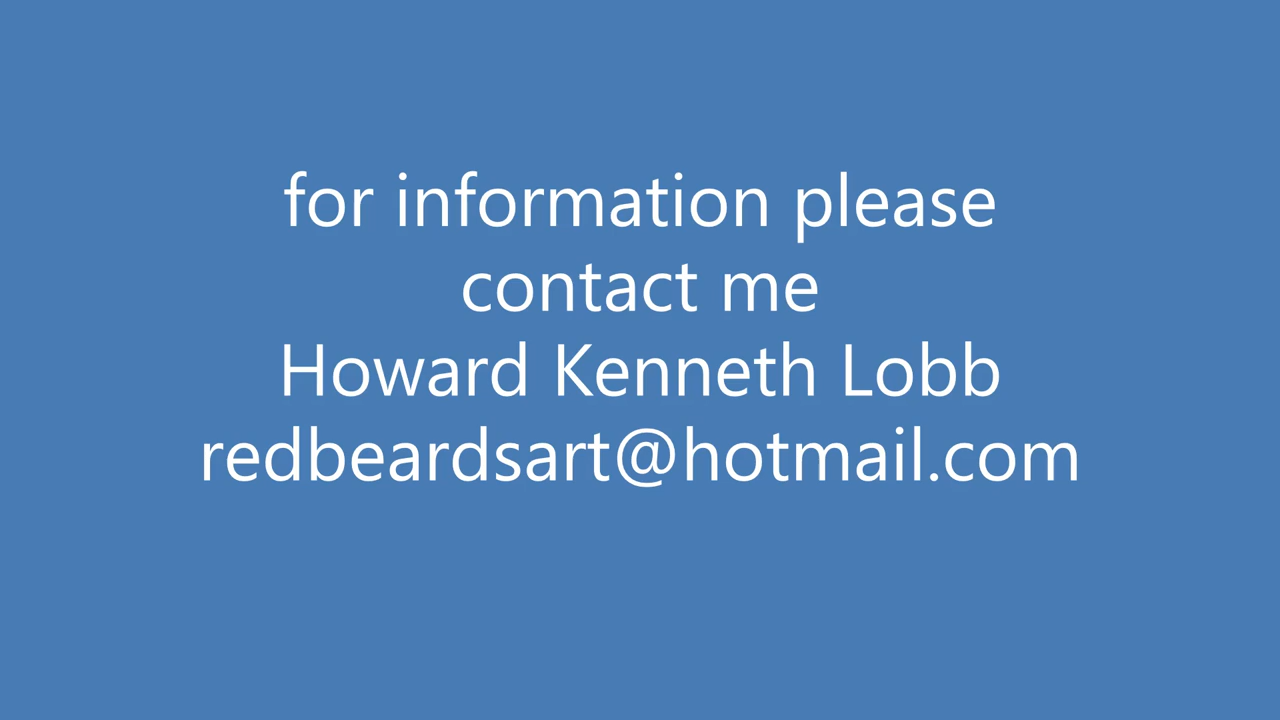 for information please
contact me
Howard Kenneth Lobb
redbeardsart@hotmail.com